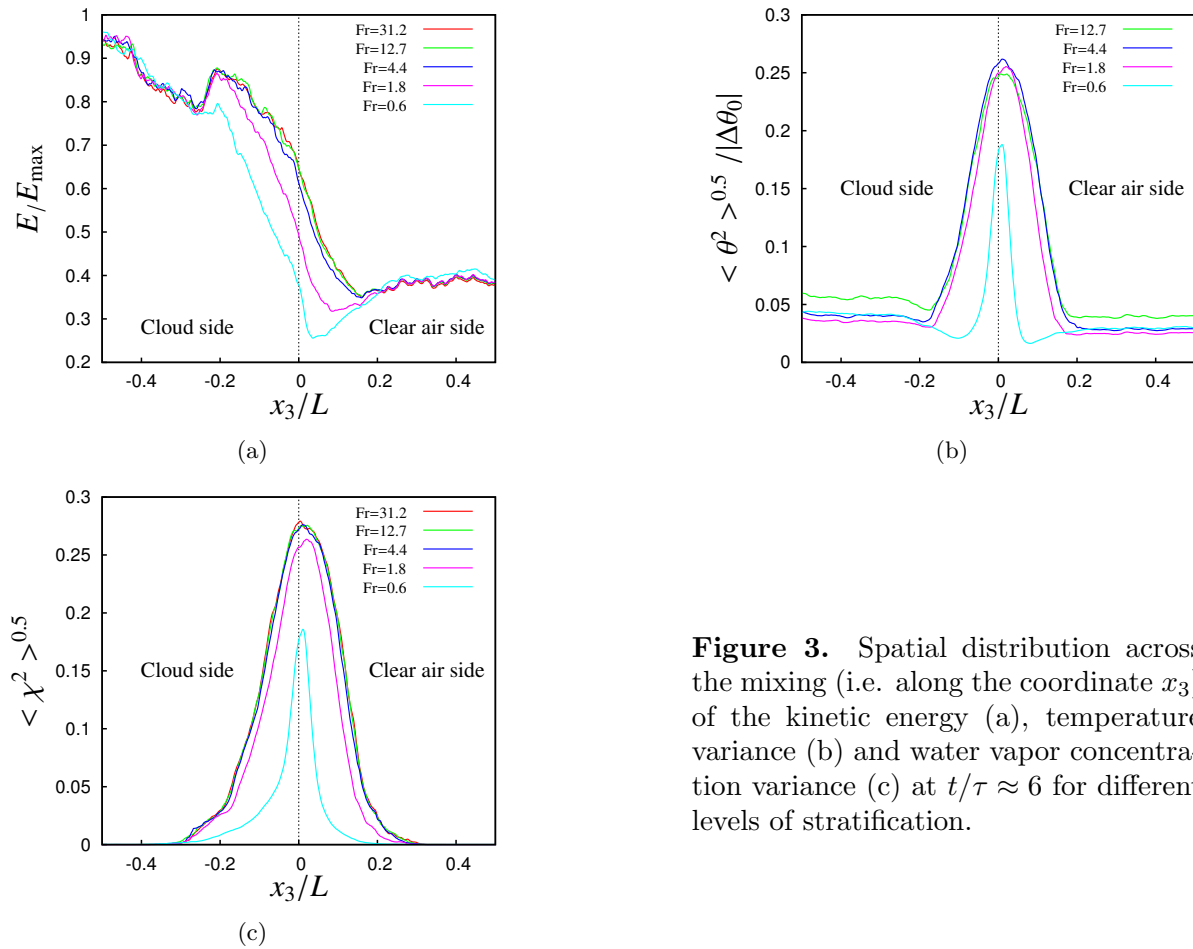 1
0.9
0.8
0.7
0.6
0.5
0.4
0.3
0.2
E/E_max
Fr=31.2
Fr=12.7
Fr=4.4
Fr=1.8
Fr=0.6
Cloud side
Clear air side
-0.4 -0.2 0 0.2 0.4
x_3/L
(a)
0.3
0.25
0.2
0.15
0.1
0.05
0
< θ^2 >^0.5 /|Δθ_0|
Fr=12.7
Fr=4.4
Fr=1.8
Fr=0.6
Cloud side
Clear air side
-0.4 -0.2 0 0.2 0.4
x_3/L
(b)
0.3
0.25
0.2
0.15
0.1
0.05
0
< χ^2 >^0.5
Fr=31.2
Fr=12.7
Fr=4.4
Fr=1.8
Fr=0.6
Cloud side
Clear air side
-0.4 -0.2 0 0.2 0.4
x_3/L
(c)
Figure 3. Spatial distribution across
the mixing (i.e. along the coordinate x_3)
of the kinetic energy (a), temperature
variance (b) and water vapor concentra-
tion variance (c) at t/τ ≈ 6 for different
levels of stratification.